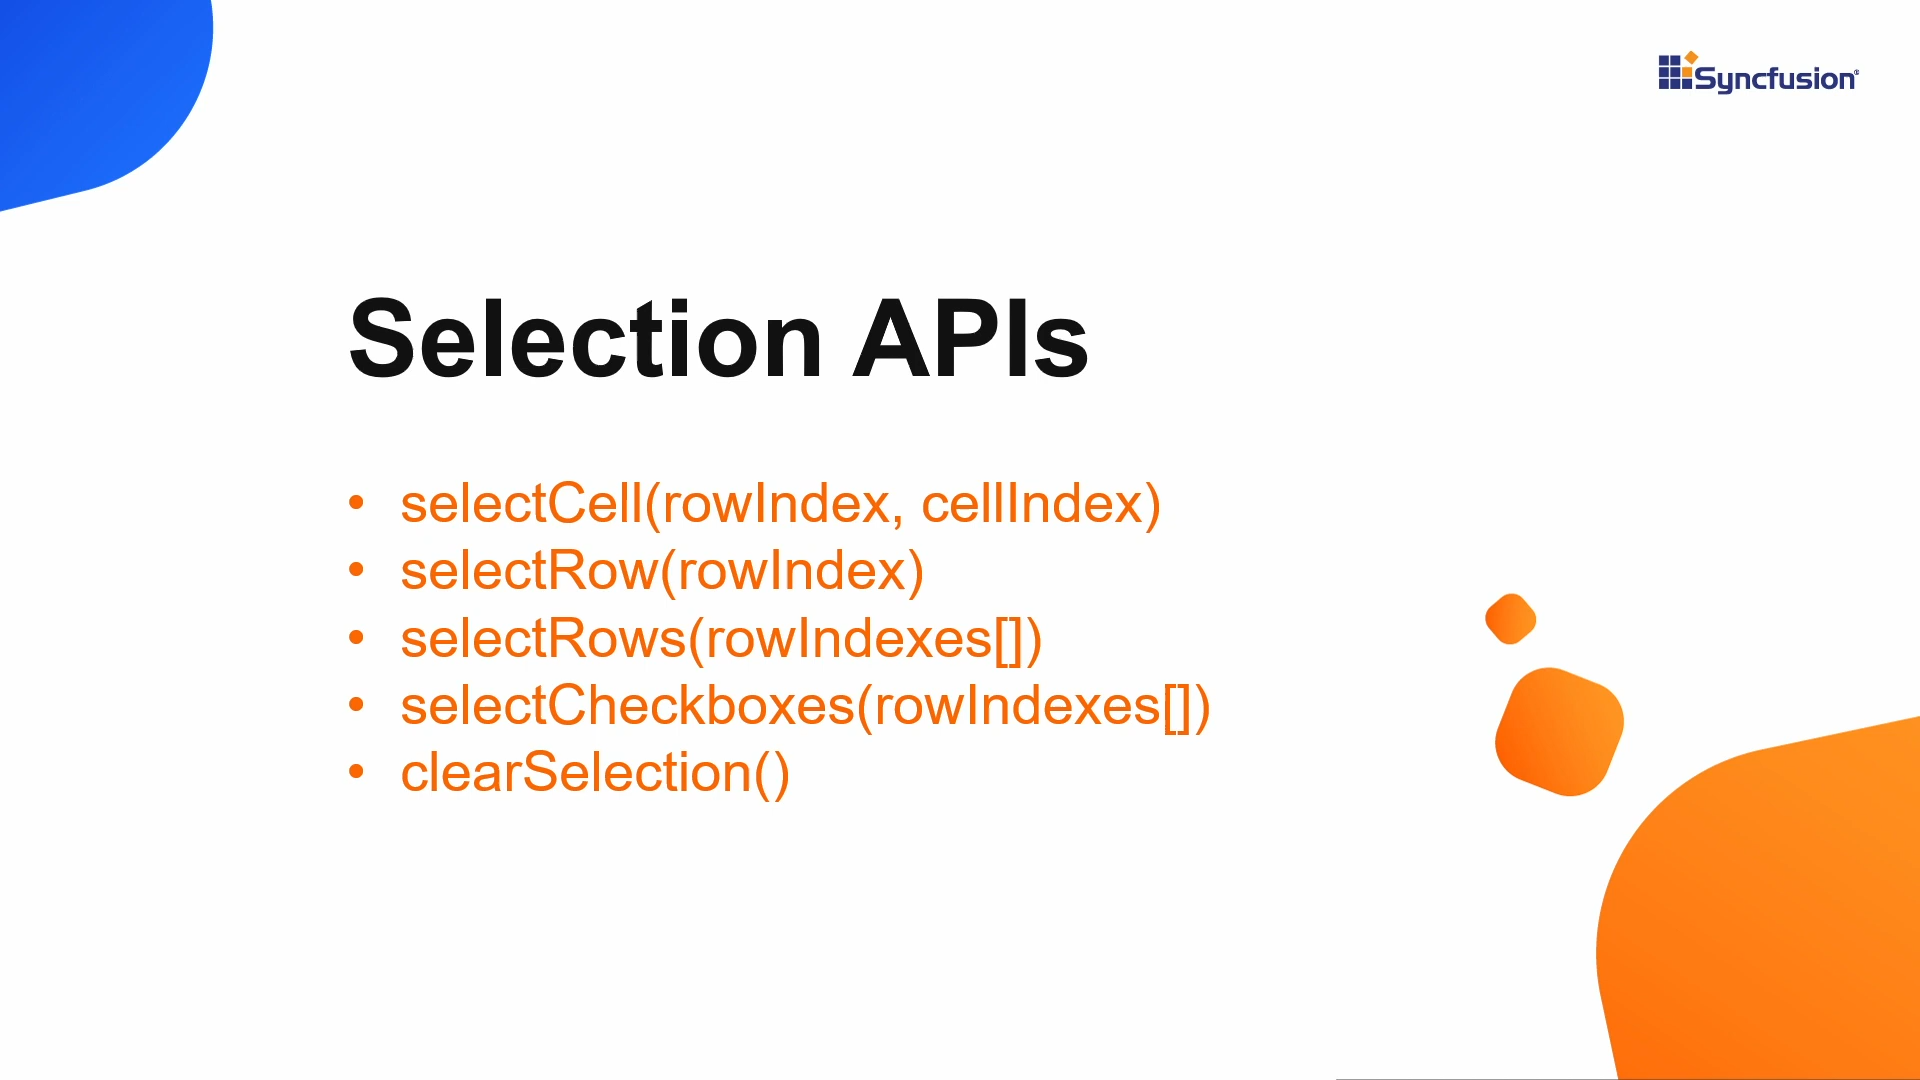 Syncfusion®
Selection APIs
• selectCell(rowIndex, cellIndex)
• selectRow(rowIndex)
• selectRows(rowIndexes[])
• selectCheckboxes(rowIndexes[])
• clearSelection()